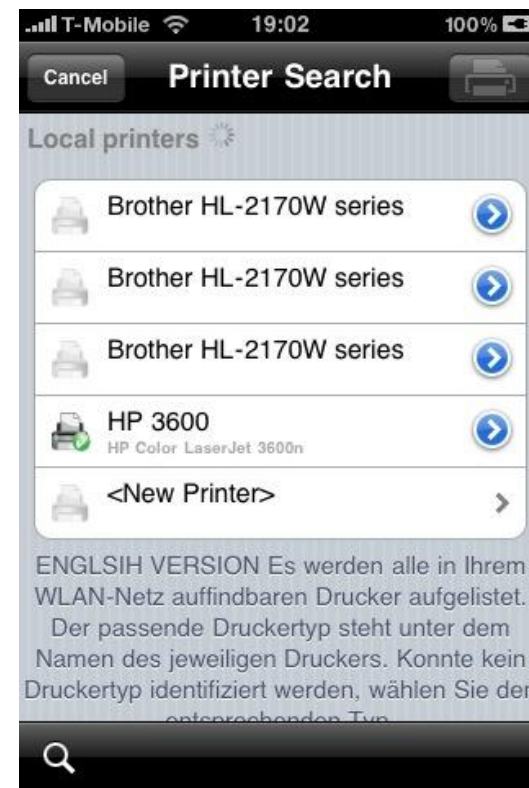 T-Mobile 19:02 100%
Cancel Printer Search
Local printers
Brother HL-2170W series
Brother HL-2170W series
Brother HL-2170W series
HP 3600
HP Color LaserJet 3600n
<New Printer>
ENGLSIH VERSION Es werden alle in Ihrem
WLAN-Netz auffindbaren Drucker aufgelistet.
Der passende Druckertyp steht unter dem
Namen des jeweiligen Druckers. Konnte kein
Druckertyp identifiziert werden, wählen Sie den
entsprechenden Typ